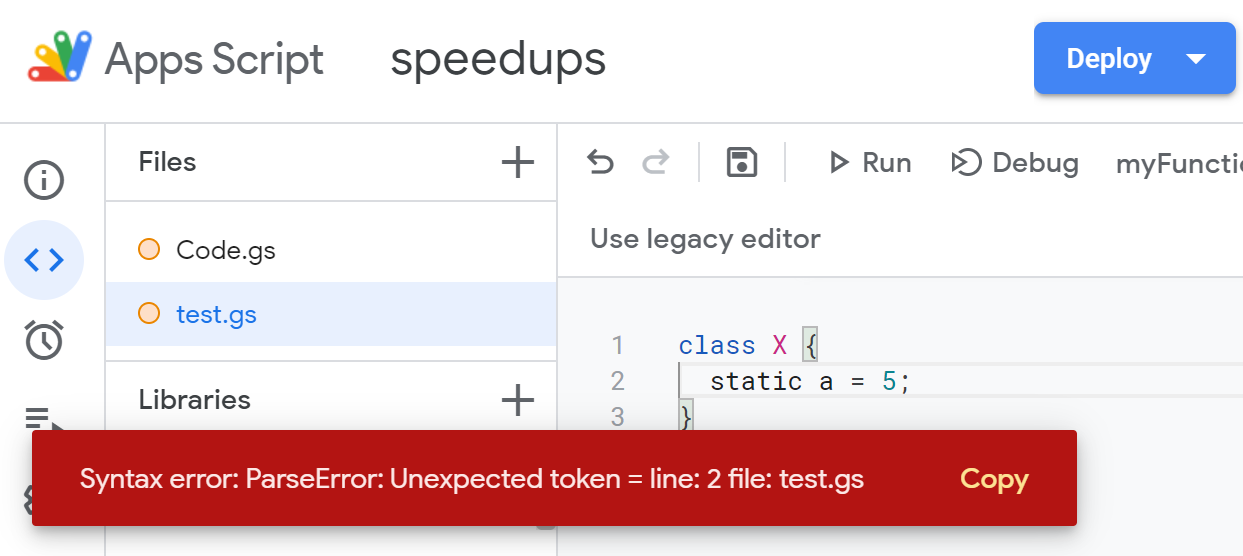 Apps Script
speedups
Deploy
Files
Run
Debug
Code.gs
Use legacy editor
test.gs
1 class X {
2 static a = 5;
Libraries
3 }
Syntax error: ParseError: Unexpected token = line: 2 file: test.gs
Copy